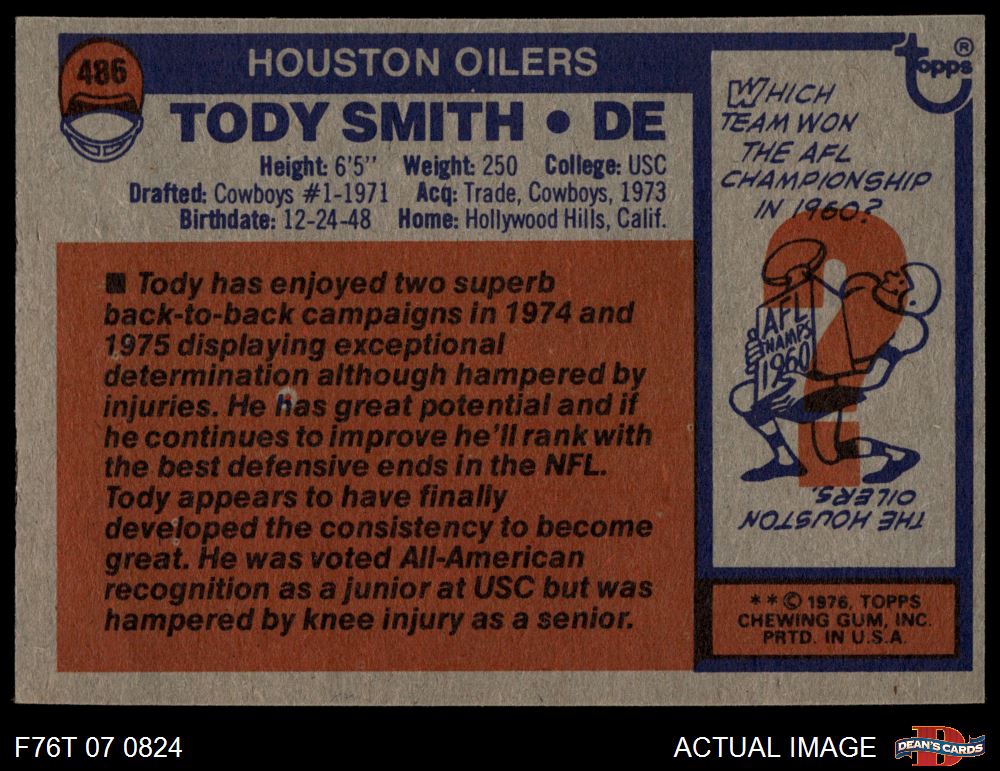 486
HOUSTON OILERS
TODY SMITH • DE
Height: 6'5'' Weight: 250 College: USC
Drafted: Cowboys #1-1971 Acq: Trade, Cowboys, 1973
Birthdate: 12-24-48 Home: Hollywood Hills, Calif.
■ Tody has enjoyed two superb
back-to-back campaigns in 1974 and
1975 displaying exceptional
determination although hampered by
injuries. He has great potential and if
he continues to improve he'll rank with
the best defensive ends in the NFL.
Tody appears to have finally
developed the consistency to become
great. He was voted All-American
recognition as a junior at USC but was
hampered by knee injury as a senior.
topps®
WHICH
TEAM WON
THE AFL
CHAMPIONSHIP
IN 1960?
?
AFL
CHAMPS
1960
THE HOUSTON
OILERS.
**© 1976, TOPPS
CHEWING GUM, INC.
PRTD. IN U.S.A.
F76T 07 0824
ACTUAL IMAGE
D
DEAN'S CARDS